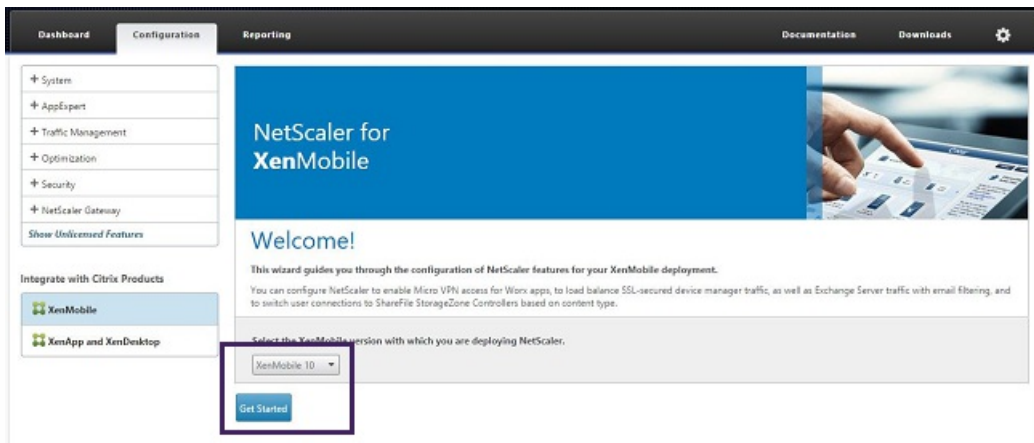 Dashboard
Configuration
Reporting
Documentation
Downloads
+ System
+ AppExpert
+ Traffic Management
+ Optimization
+ Security
+ NetScaler Gateway
Show Unlicensed Features
Integrate with Citrix Products
XenMobile
XenApp and XenDesktop
NetScaler for
XenMobile
Welcome!
This wizard guides you through the configuration of NetScaler features for your XenMobile deployment.
You can configure NetScaler to enable Micro VPN access for Worx apps, to load balance SSL-secured device manager traffic, as well as Exchange Server traffic with email filtering, and
to switch user connections to ShareFile StorageZone Controllers based on content type.
Select the XenMobile version with which you are deploying NetScaler.
XenMobile 10
Get Started